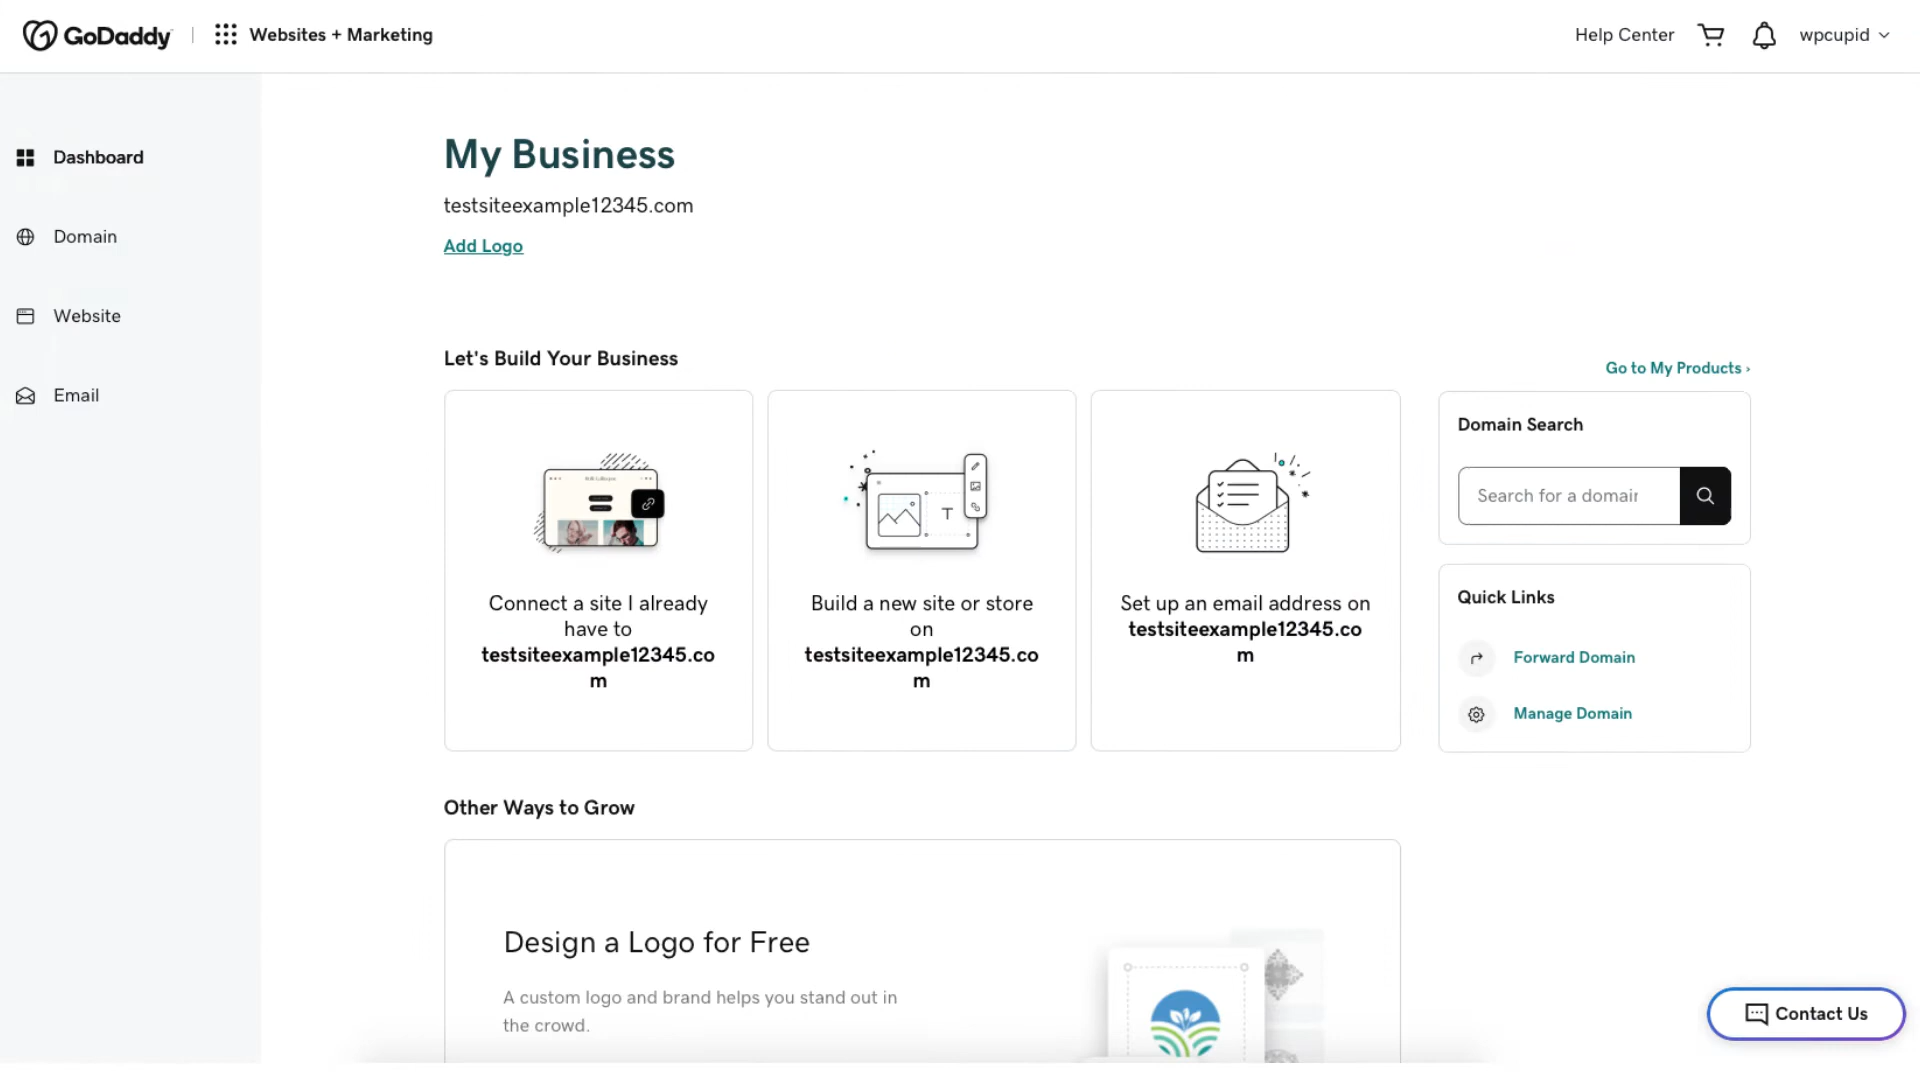 GoDaddy
Websites + Marketing
Help Center
wpcupid
Dashboard
Domain
Website
Email
My Business
testsiteexample12345.com
Add Logo
Let's Build Your Business
Go to My Products ›
Connect a site I already
have to
testsiteexample12345.co
m
Build a new site or store
on
testsiteexample12345.co
m
Set up an email address on
testsiteexample12345.co
m
Domain Search
Search for a domain
Quick Links
Forward Domain
Manage Domain
Other Ways to Grow
Design a Logo for Free
A custom logo and brand helps you stand out in
the crowd.
Contact Us